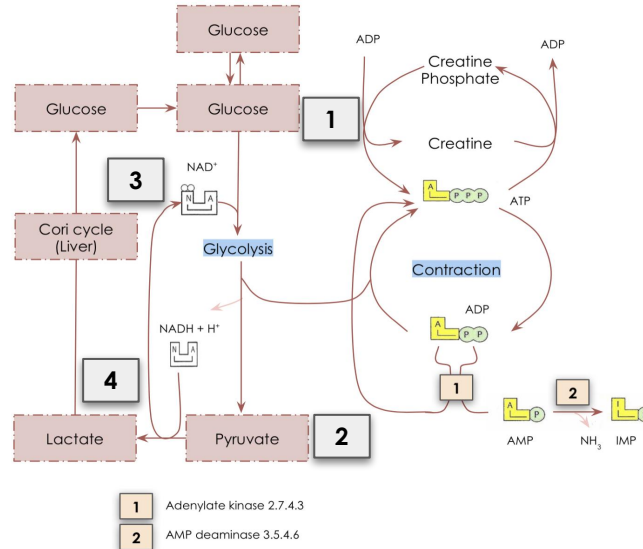 Glucose
ADP
ADP
Creatine
Phosphate
Glucose
Glucose
1
Creatine
NAD⁺
3
N A
A P P P
ATP
Cori cycle
(Liver)
Glycolysis
Contraction
ADP
A P P
NADH + H⁺
N A
4
1
2
A P
I
Lactate
Pyruvate
2
AMP
NH₃
IMP
1 Adenylate kinase 2.7.4.3
2 AMP deaminase 3.5.4.6